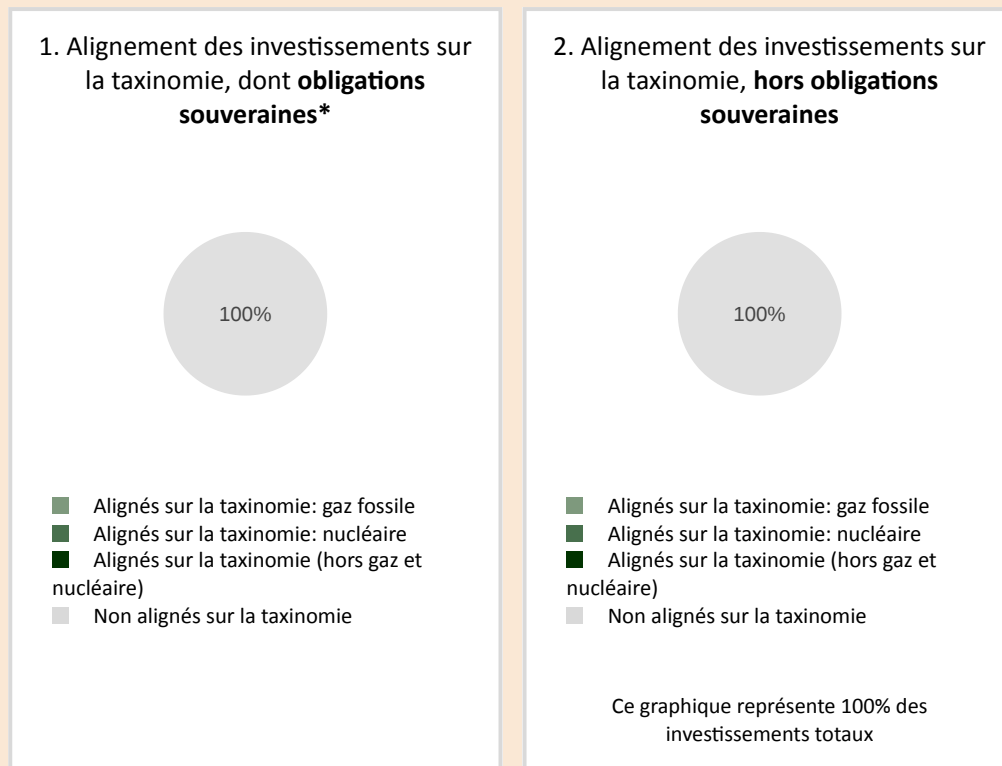 1. Alignement des investissements sur
la taxinomie, dont obligations
souveraines*
100%
Alignés sur la taxinomie: gaz fossile
Alignés sur la taxinomie: nucléaire
Alignés sur la taxinomie (hors gaz et
nucléaire)
Non alignés sur la taxinomie
2. Alignement des investissements sur
la taxinomie, hors obligations
souveraines
100%
Alignés sur la taxinomie: gaz fossile
Alignés sur la taxinomie: nucléaire
Alignés sur la taxinomie (hors gaz et
nucléaire)
Non alignés sur la taxinomie
Ce graphique représente 100% des
investissements totaux